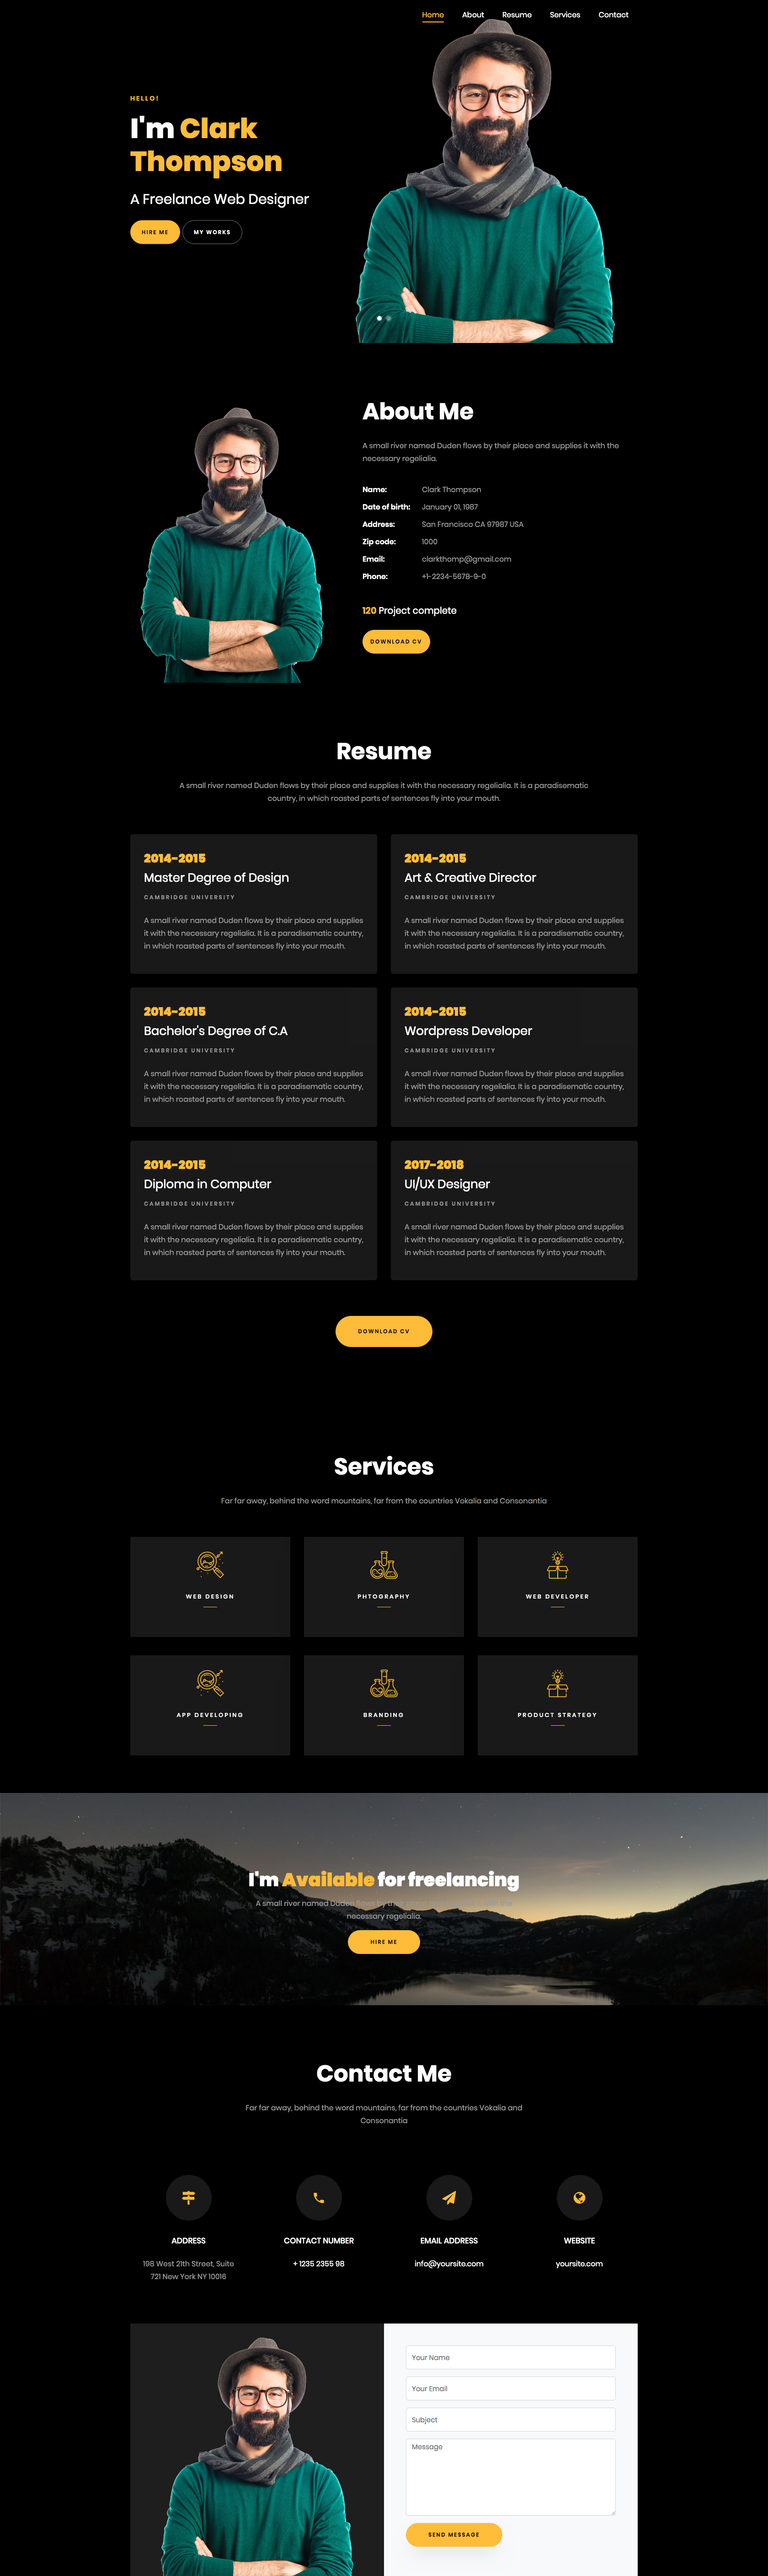 Home About Resume Services Contact
HELLO!
I'm Clark
Thompson
A Freelance Web Designer
HIRE ME MY WORKS
About Me
A small river named Duden flows by their place and supplies it with the
necessary regelialia.
Name: Clark Thompson
Date of birth: January 01, 1987
Address: San Francisco CA 97987 USA
Zip code: 1000
Email: clarkthomp@gmail.com
Phone: +1-2234-5678-9-0
120 Project complete
DOWNLOAD CV
Resume
A small river named Duden flows by their place and supplies it with the necessary regelialia. It is a paradisematic
country, in which roasted parts of sentences fly into your mouth.
2014-2015
Master Degree of Design
CAMBRIDGE UNIVERSITY
A small river named Duden flows by their place and supplies
it with the necessary regelialia. It is a paradisematic country,
in which roasted parts of sentences fly into your mouth.
2014-2015
Art & Creative Director
CAMBRIDGE UNIVERSITY
A small river named Duden flows by their place and supplies
it with the necessary regelialia. It is a paradisematic country,
in which roasted parts of sentences fly into your mouth.
2014-2015
Bachelor's Degree of C.A
CAMBRIDGE UNIVERSITY
A small river named Duden flows by their place and supplies
it with the necessary regelialia. It is a paradisematic country,
in which roasted parts of sentences fly into your mouth.
2014-2015
Wordpress Developer
CAMBRIDGE UNIVERSITY
A small river named Duden flows by their place and supplies
it with the necessary regelialia. It is a paradisematic country,
in which roasted parts of sentences fly into your mouth.
2014-2015
Diploma in Computer
CAMBRIDGE UNIVERSITY
A small river named Duden flows by their place and supplies
it with the necessary regelialia. It is a paradisematic country,
in which roasted parts of sentences fly into your mouth.
2017-2018
UI/UX Designer
CAMBRIDGE UNIVERSITY
A small river named Duden flows by their place and supplies
it with the necessary regelialia. It is a paradisematic country,
in which roasted parts of sentences fly into your mouth.
DOWNLOAD CV
Services
Far far away, behind the word mountains, far from the countries Vokalia and Consonantia
WEB DESIGN
PHTOGRAPHY
WEB DEVELOPER
APP DEVELOPING
BRANDING
PRODUCT STRATEGY
I'm Available for freelancing
A small river named Duden flows by
necessary regelialia.
HIRE ME
Contact Me
Far far away, behind the word mountains, far from the countries Vokalia and
Consonantia
ADDRESS
198 West 21th Street, Suite
721 New York NY 10016
CONTACT NUMBER
+ 1235 2355 98
EMAIL ADDRESS
info@yoursite.com
WEBSITE
yoursite.com
Your Name
Your Email
Subject
Message
SEND MESSAGE